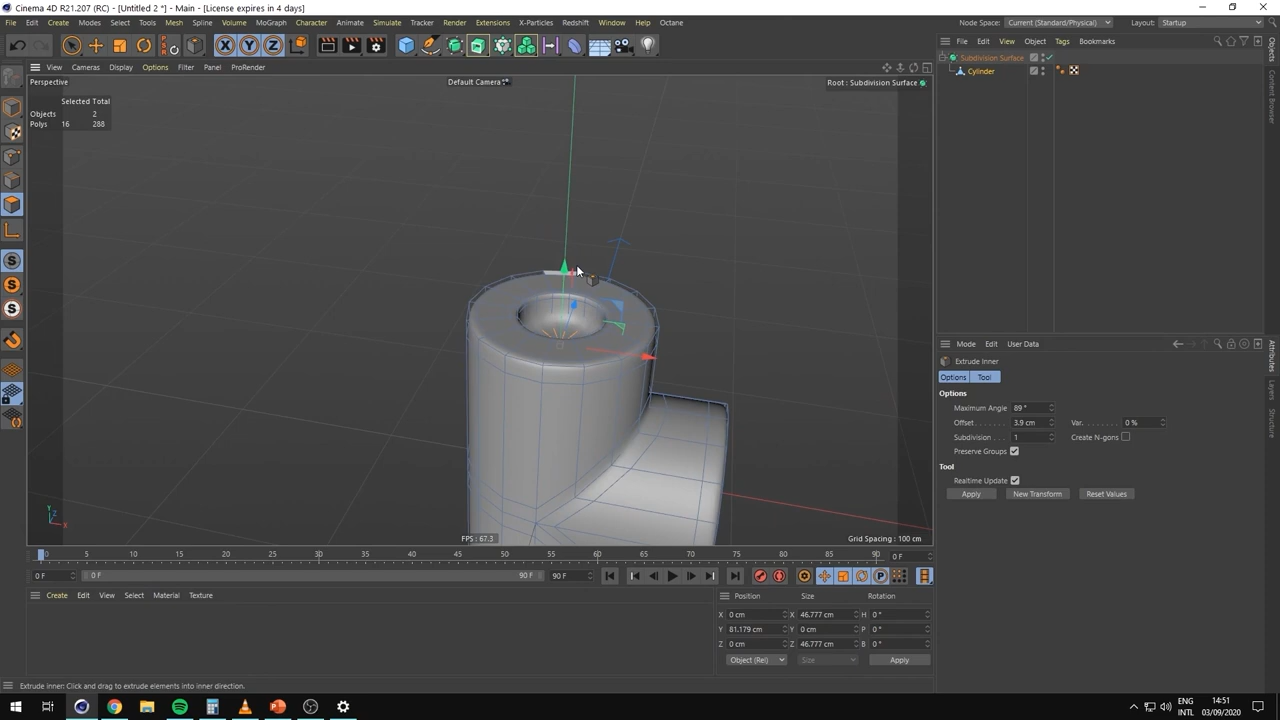 Cinema 4D R21.207 (RC) - [Untitled 2 *] - Main - [License expires in 4 days]
File Edit Create Modes Select Tools Mesh Spline Volume MoGraph Character Animate Simulate Tracker Render Extensions X-Particles Redshift Window Help Octane
Node Space: Current (Standard/Physical) Layout: Startup
X Y Z
File Edit View Object Tags Bookmarks
View Cameras Display Options Filter Panel ProRender
Subdivision Surface
Cylinder
Perspective Default Camera Root : Subdivision Surface
Selected Total
Objects 2
Polys 16 288
Objects
Content Browser
Mode Edit User Data
Extrude Inner
Options Tool
Options
Maximum Angle 89 °
Offset . . . . . . . 3.9 cm Var. . . . . . . . 0 %
Subdivision . . . 1 Create N-gons
Preserve Groups
Tool
Realtime Update
Apply New Transform Reset Values
Attributes
Layers
Structure
Y Z X
FPS : 67.3 Grid Spacing : 100 cm
0 5 10 15 20 25 30 35 40 45 50 55 60 65 70 75 80 85 90 0 F
0 F 0 F 90 F 90 F
Create Edit View Select Material Texture
Position Size Rotation
X 0 cm X 46.777 cm H 0 °
Y 81.179 cm Y 0 cm P 0 °
Z 0 cm Z 46.777 cm B 0 °
Object (Rel) Size Apply
Extrude inner: Click and drag to extrude elements into inner direction.
ENG
INTL
14:51
03/09/2020